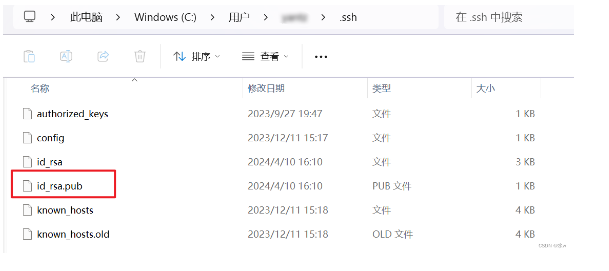 此电脑 > Windows (C:) > 用户 > > .ssh 在 .ssh 中搜索
排序 查看 •••
名称 修改日期 类型 大小
authorized_keys 2023/9/27 19:47 文件 1 KB
config 2023/12/11 15:17 文件 1 KB
id_rsa 2024/4/10 16:10 文件 3 KB
id_rsa.pub 2024/4/10 16:10 PUB 文件 1 KB
known_hosts 2023/12/11 15:18 文件 4 KB
known_hosts.old 2023/12/11 15:18 OLD 文件 4 KB